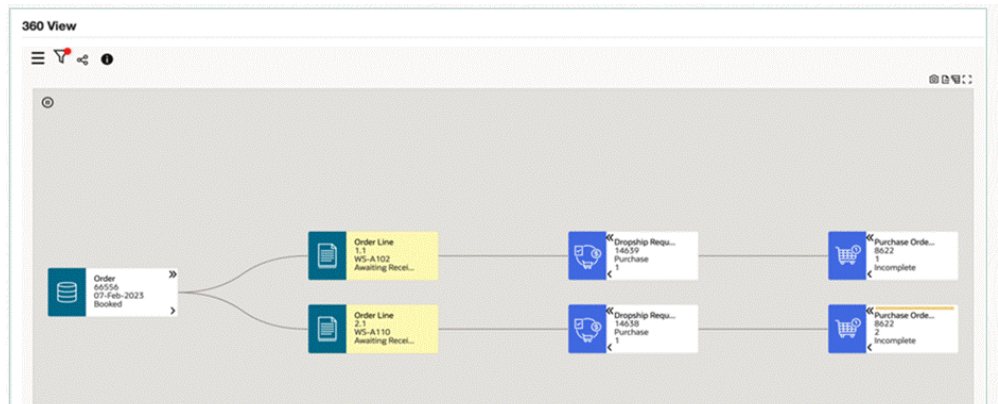 360 View
Order
66556
07-Feb-2023
Booked
Order Line
1.1
WS-A102
Awaiting Recei...
Dropship Requ...
14639
Purchase
1
Purchase Orde...
8622
1
Incomplete
Order Line
2.1
WS-A110
Awaiting Recei...
Dropship Requ...
14638
Purchase
1
Purchase Orde...
8622
2
Incomplete